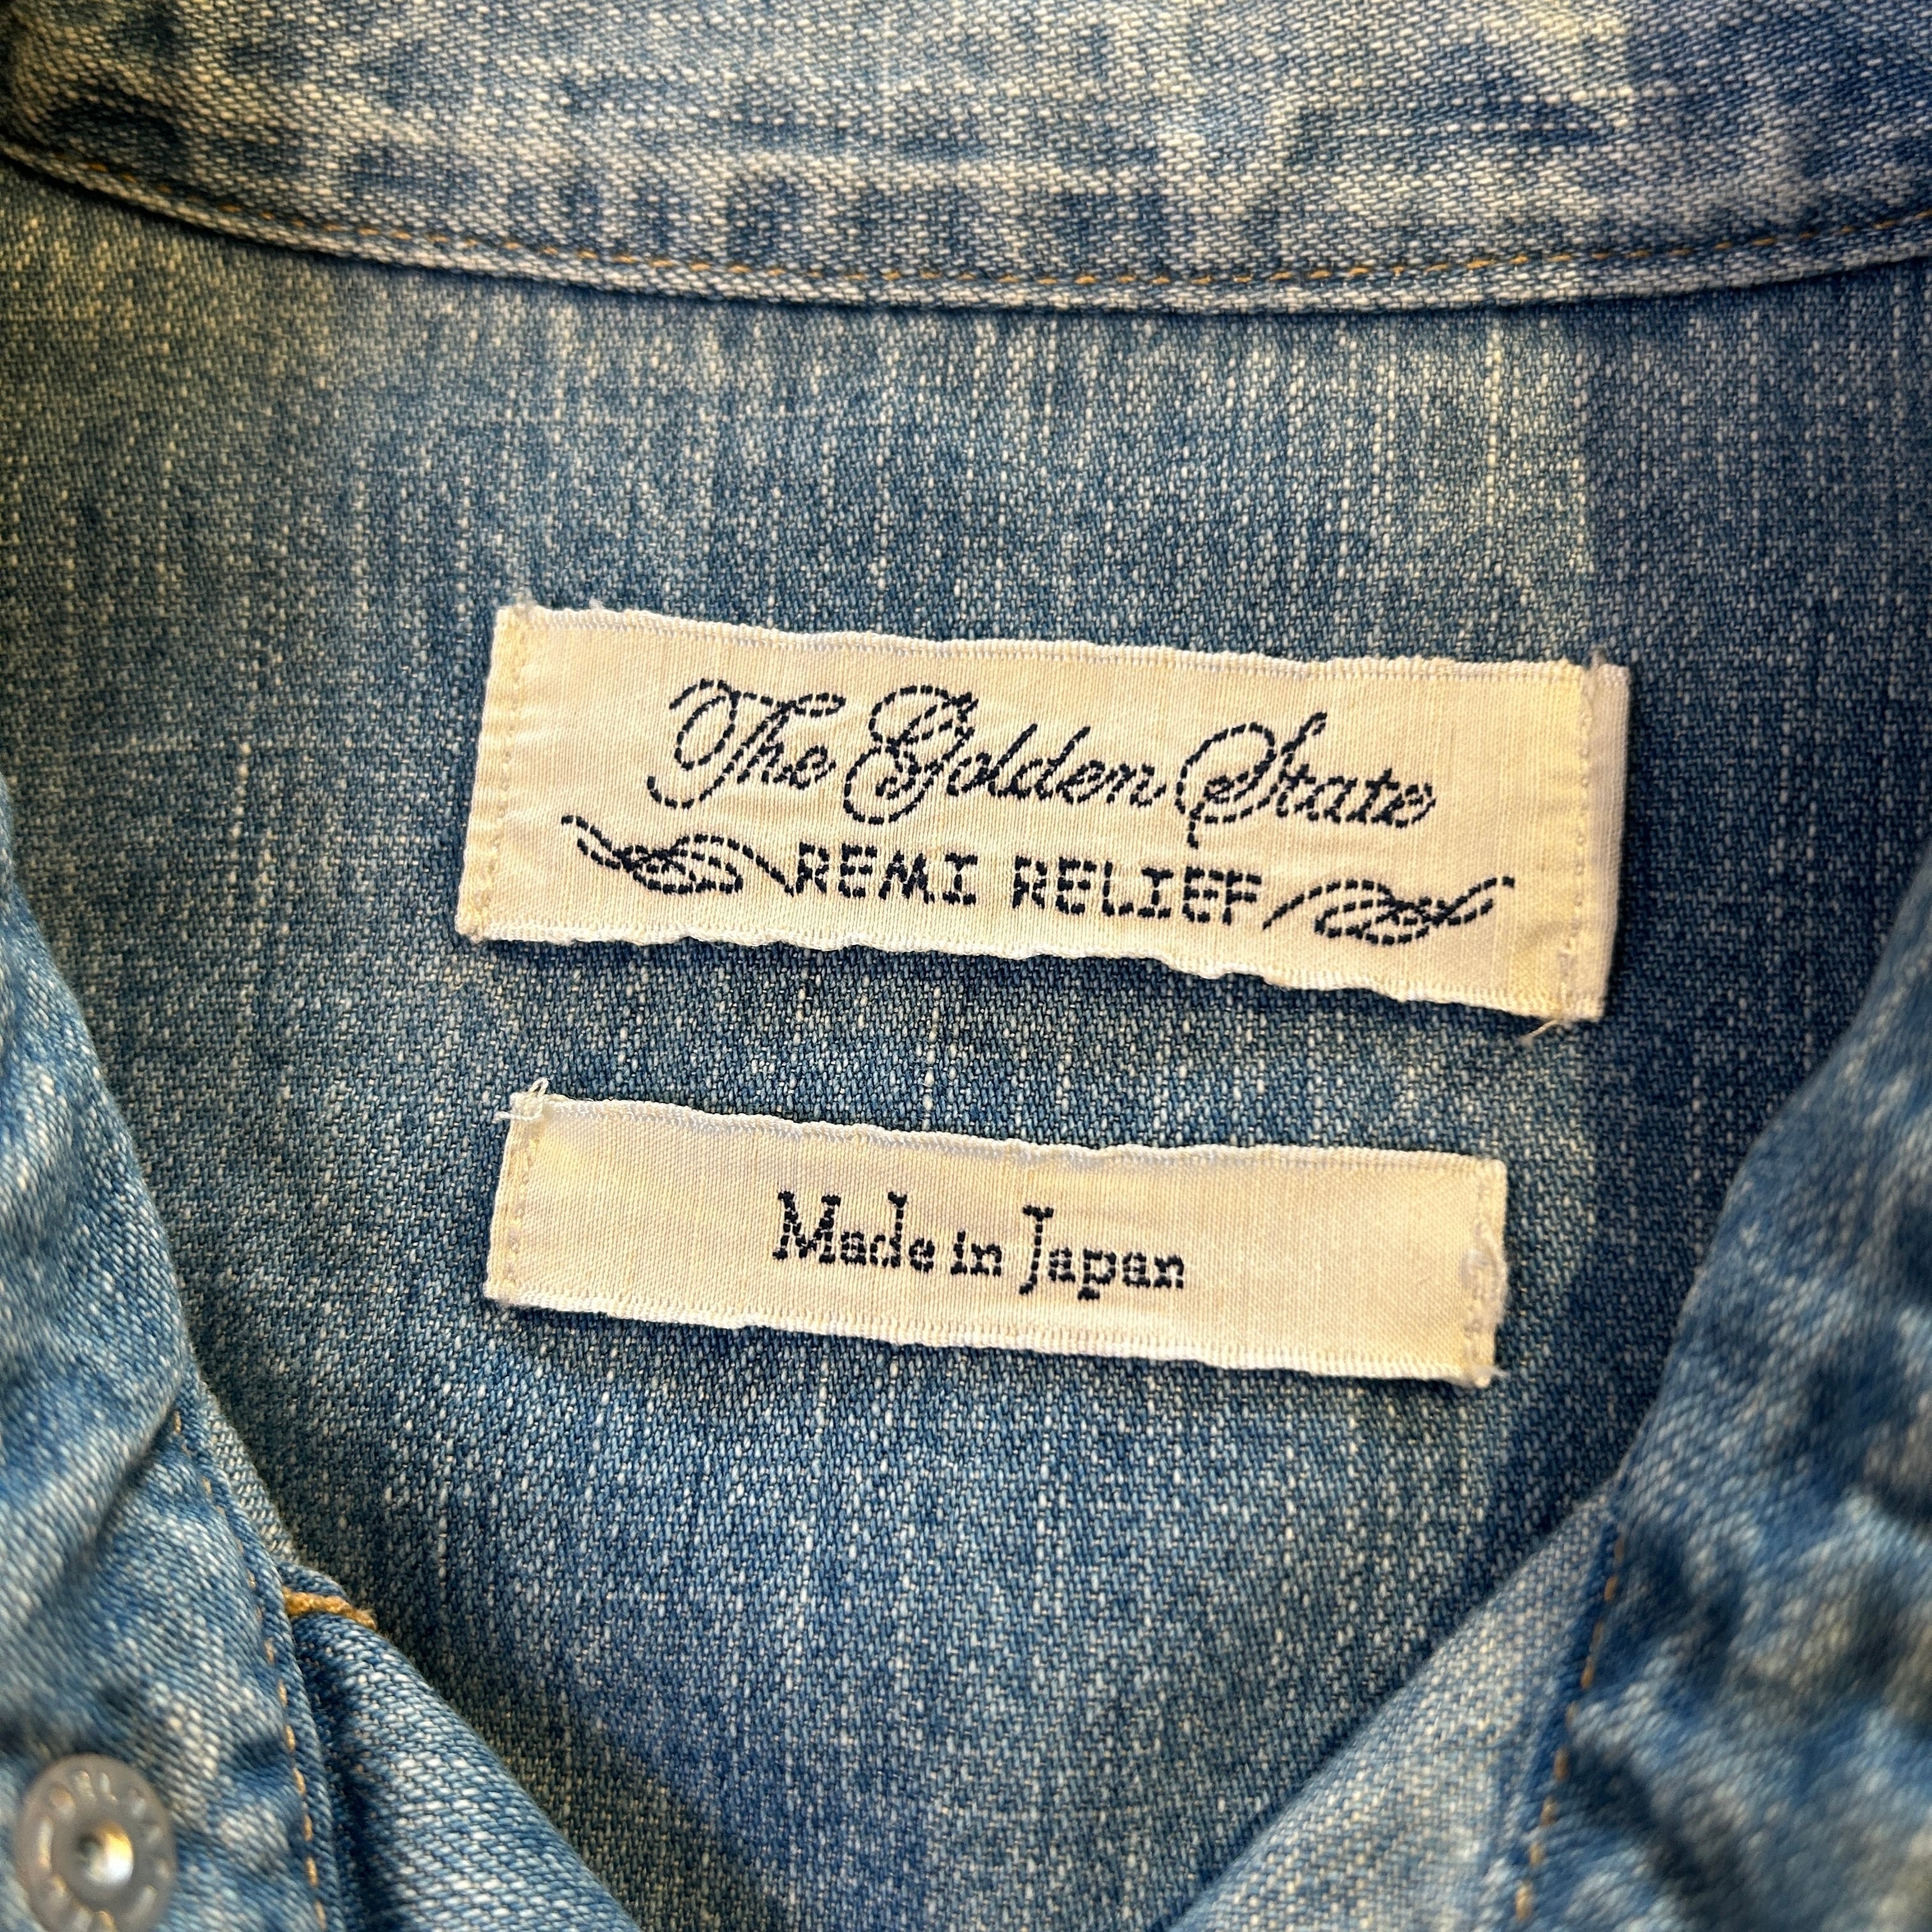 The Golden State
REMI RELIEF
Made in Japan